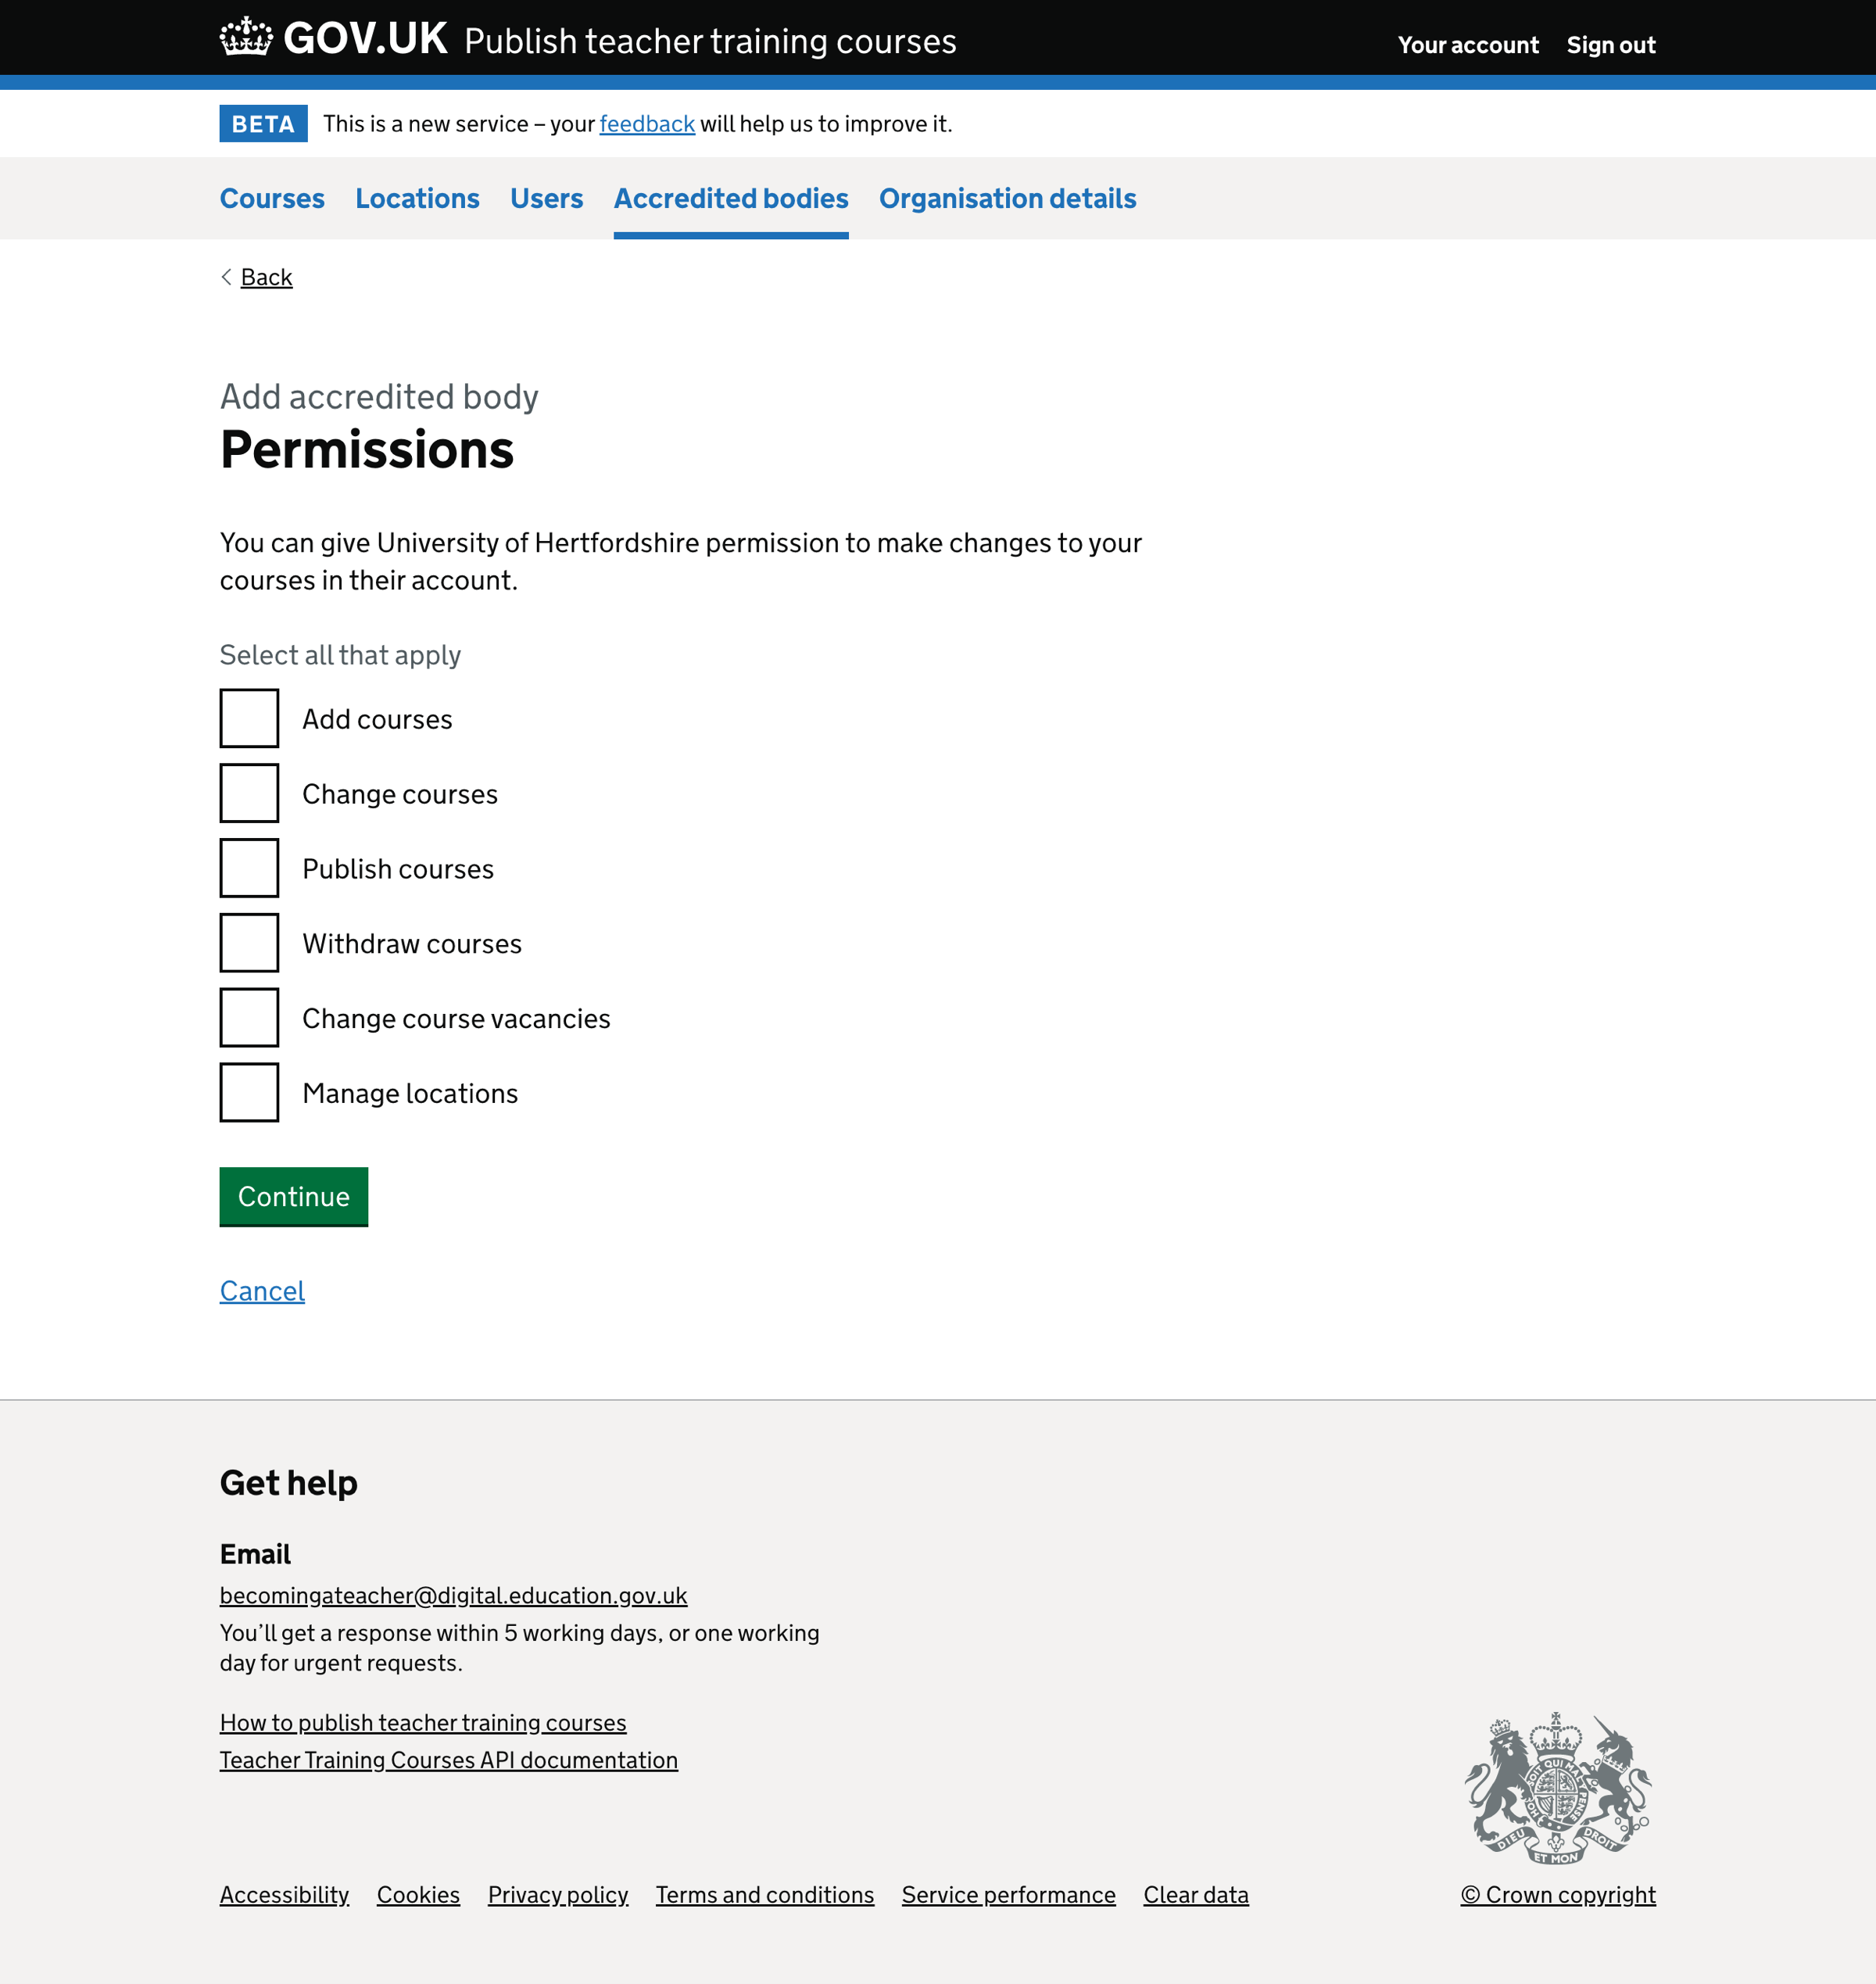 GOV.UK Publish teacher training courses
Your account Sign out
BETA This is a new service – your feedback will help us to improve it.
Courses Locations Users Accredited bodies Organisation details
Back
Add accredited body
Permissions
You can give University of Hertfordshire permission to make changes to your
courses in their account.
Select all that apply
Add courses
Change courses
Publish courses
Withdraw courses
Change course vacancies
Manage locations
Continue
Cancel
Get help
Email
becomingateacher@digital.education.gov.uk
You’ll get a response within 5 working days, or one working
day for urgent requests.
How to publish teacher training courses
Teacher Training Courses API documentation
DIEU ET MON DROIT
Accessibility Cookies Privacy policy Terms and conditions Service performance Clear data
© Crown copyright